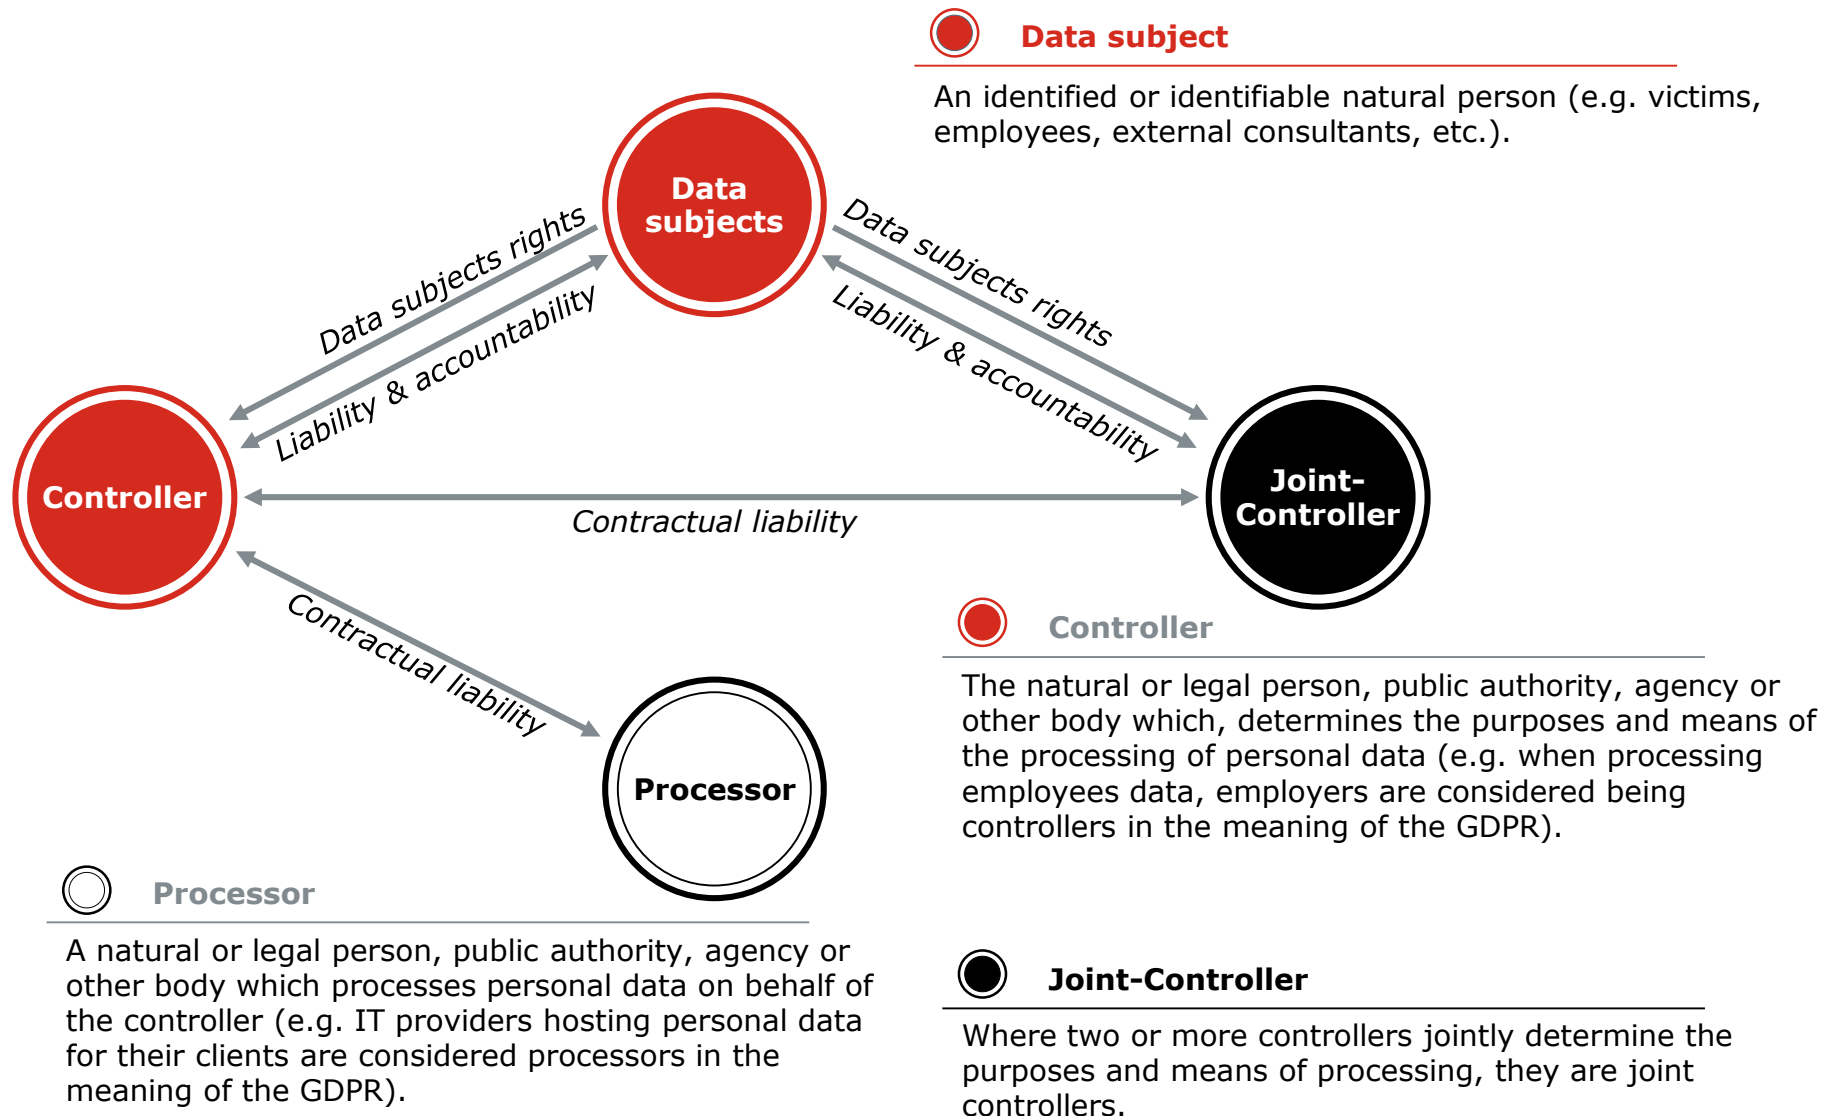 Data subject
An identified or identifiable natural person (e.g. victims,
employees, external consultants, etc.).
Data
subjects
Data subjects rights
Liability & accountability
Data subjects rights
Liability & accountability
Controller
Joint-
Controller
Contractual liability
Contractual liability
Processor
Controller
The natural or legal person, public authority, agency or
other body which, determines the purposes and means of
the processing of personal data (e.g. when processing
employees data, employers are considered being
controllers in the meaning of the GDPR).
Processor
A natural or legal person, public authority, agency or
other body which processes personal data on behalf of
the controller (e.g. IT providers hosting personal data
for their clients are considered processors in the
meaning of the GDPR).
Joint-Controller
Where two or more controllers jointly determine the
purposes and means of processing, they are joint
controllers.